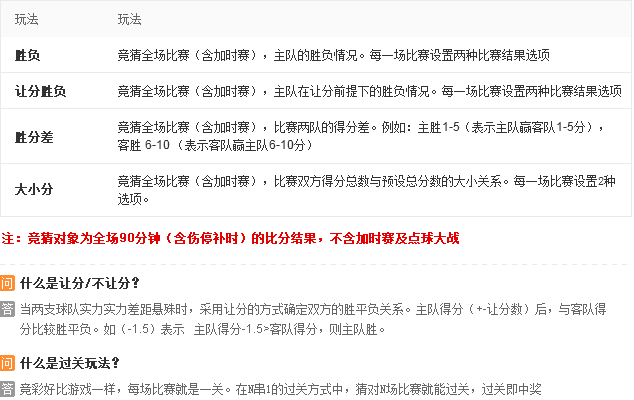 玩法 玩法
胜负 竞猜全场比赛（含加时赛），主队的胜负情况。每一场比赛设置两种比赛结果选项
让分胜负 竞猜全场比赛（含加时赛），主队在让分前提下的胜负情况。每一场比赛设置两种比赛结果选项
胜分差 竞猜全场比赛（含加时赛），比赛两队的得分差。例如：主胜1-5（表示主队赢客队1-5分），
客胜 6-10 （表示客队赢主队6-10分）
大小分 竞猜全场比赛（含加时赛），比赛双方得分总数与预设总分数的大小关系。每一场比赛设置2种
选项。
注：竞猜对象为全场90分钟（含伤停补时）的比分结果，不含加时赛及点球大战
问 什么是让分/不让分？
答 当两支球队实力实力差距悬殊时，采用让分的方式确定双方的胜平负关系。主队得分（+-让分数）后，与客队得
分比较胜平负。如（-1.5）表示 主队得分-1.5>客队得分，则主队胜。
问 什么是过关玩法？
答 竞彩好比游戏一样，每场比赛就是一关。在N串1的过关方式中，猜对N场比赛就能过关，过关即中奖